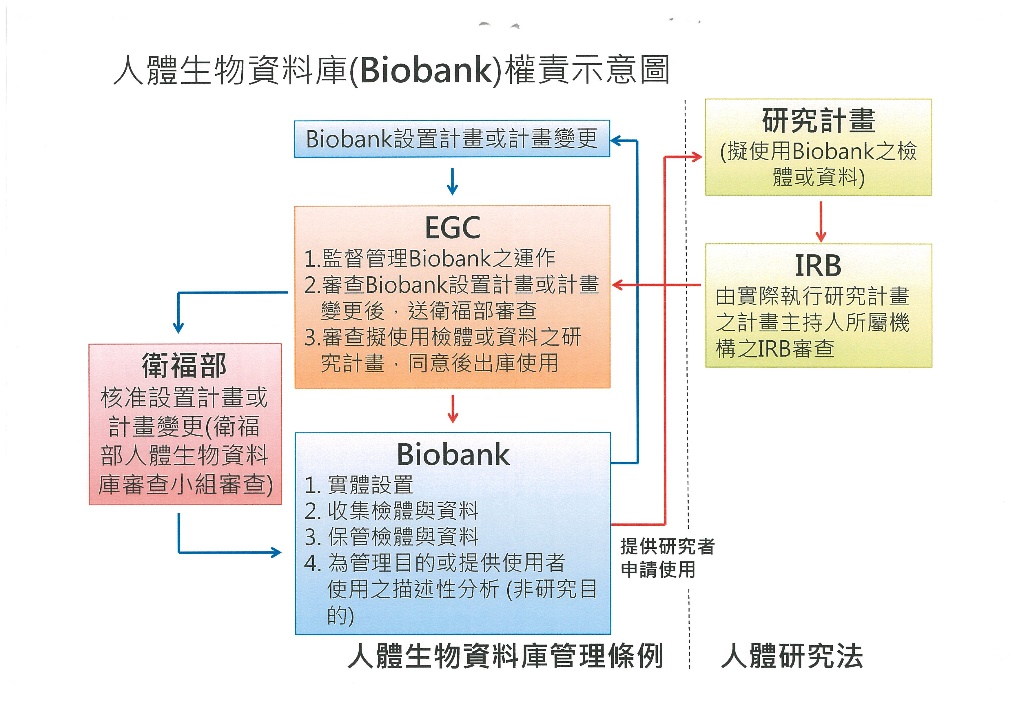 人體生物資料庫(Biobank)權責示意圖
Biobank設置計畫或計畫變更
EGC
1.監督管理Biobank之運作
2.審查Biobank設置計畫或計畫
變更後，送衛福部審查
3.審查擬使用檢體或資料之研
究計畫，同意後出庫使用
衛福部
核准設置計畫或
計畫變更(衛福
部人體生物資料
庫審查小組審查)
Biobank
1. 實體設置
2. 收集檢體與資料
3. 保管檢體與資料
4. 為管理目的或提供使用者
使用之描述性分析 (非研究目
的)
研究計畫
(擬使用Biobank之檢
體或資料)
IRB
由實際執行研究計畫
之計畫主持人所屬機
構之IRB審查
提供研究者
申請使用
人體生物資料庫管理條例
人體研究法